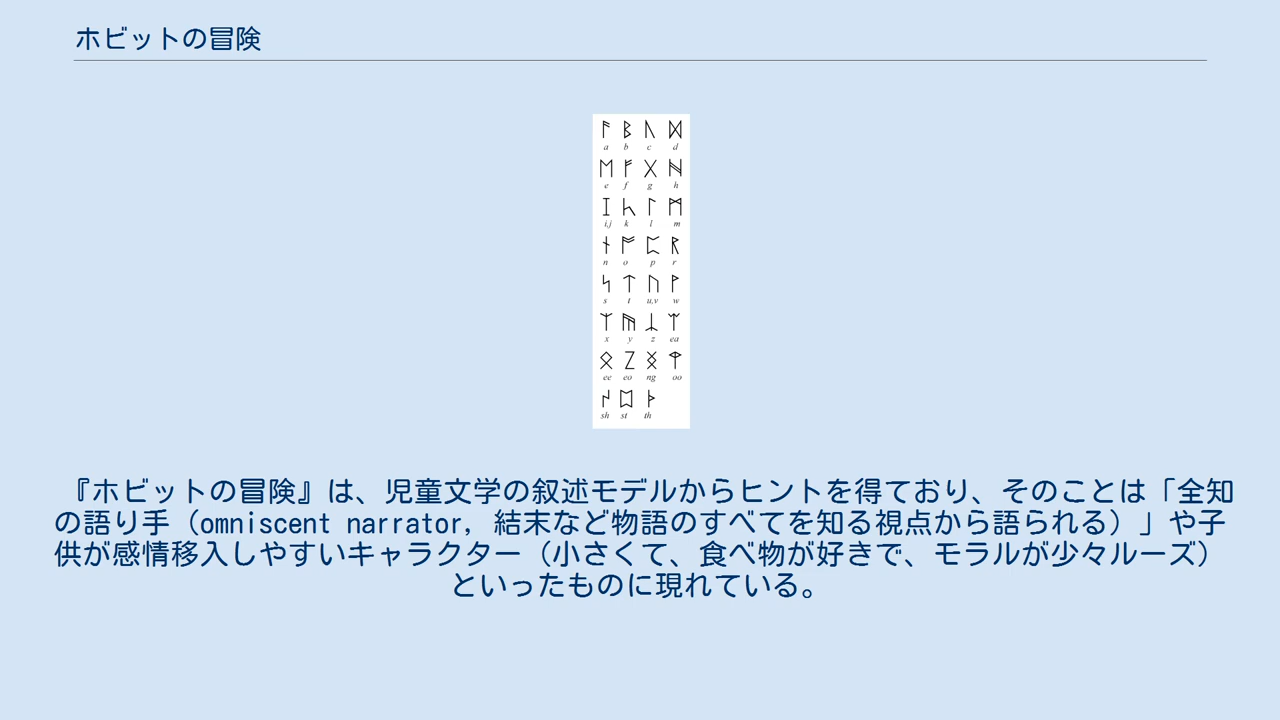 ホビットの冒険
ᚪ ᛒ ᚣ ᛞ
a b c d
ᛖ ᚠ ᚷ ᚻ
e f g h
ᛁ ᛋ ᛚ ᛗ
i,j k l m
ᚾ ᚩ ᛈ ᚱ
n o p r
ᛋ ᛏ ᚢ ᚹ
s t u,v w
ᛉ ᚣ ᛣ ᛠ
x y z ea
ᛟ ᛇ ᛝ
ee eo ng oo
ᛥ ᚦ
sh st th
『ホビットの冒険』は、児童文学の叙述モデルからヒントを得ており、そのことは「全知
の語り手（omniscent narrator, 結末など物語のすべてを知る視点から語られる）」や子
供が感情移入しやすいキャラクター（小さくて、食べ物が好きで、モラルが少々ルーズ）
といったものに現れている。